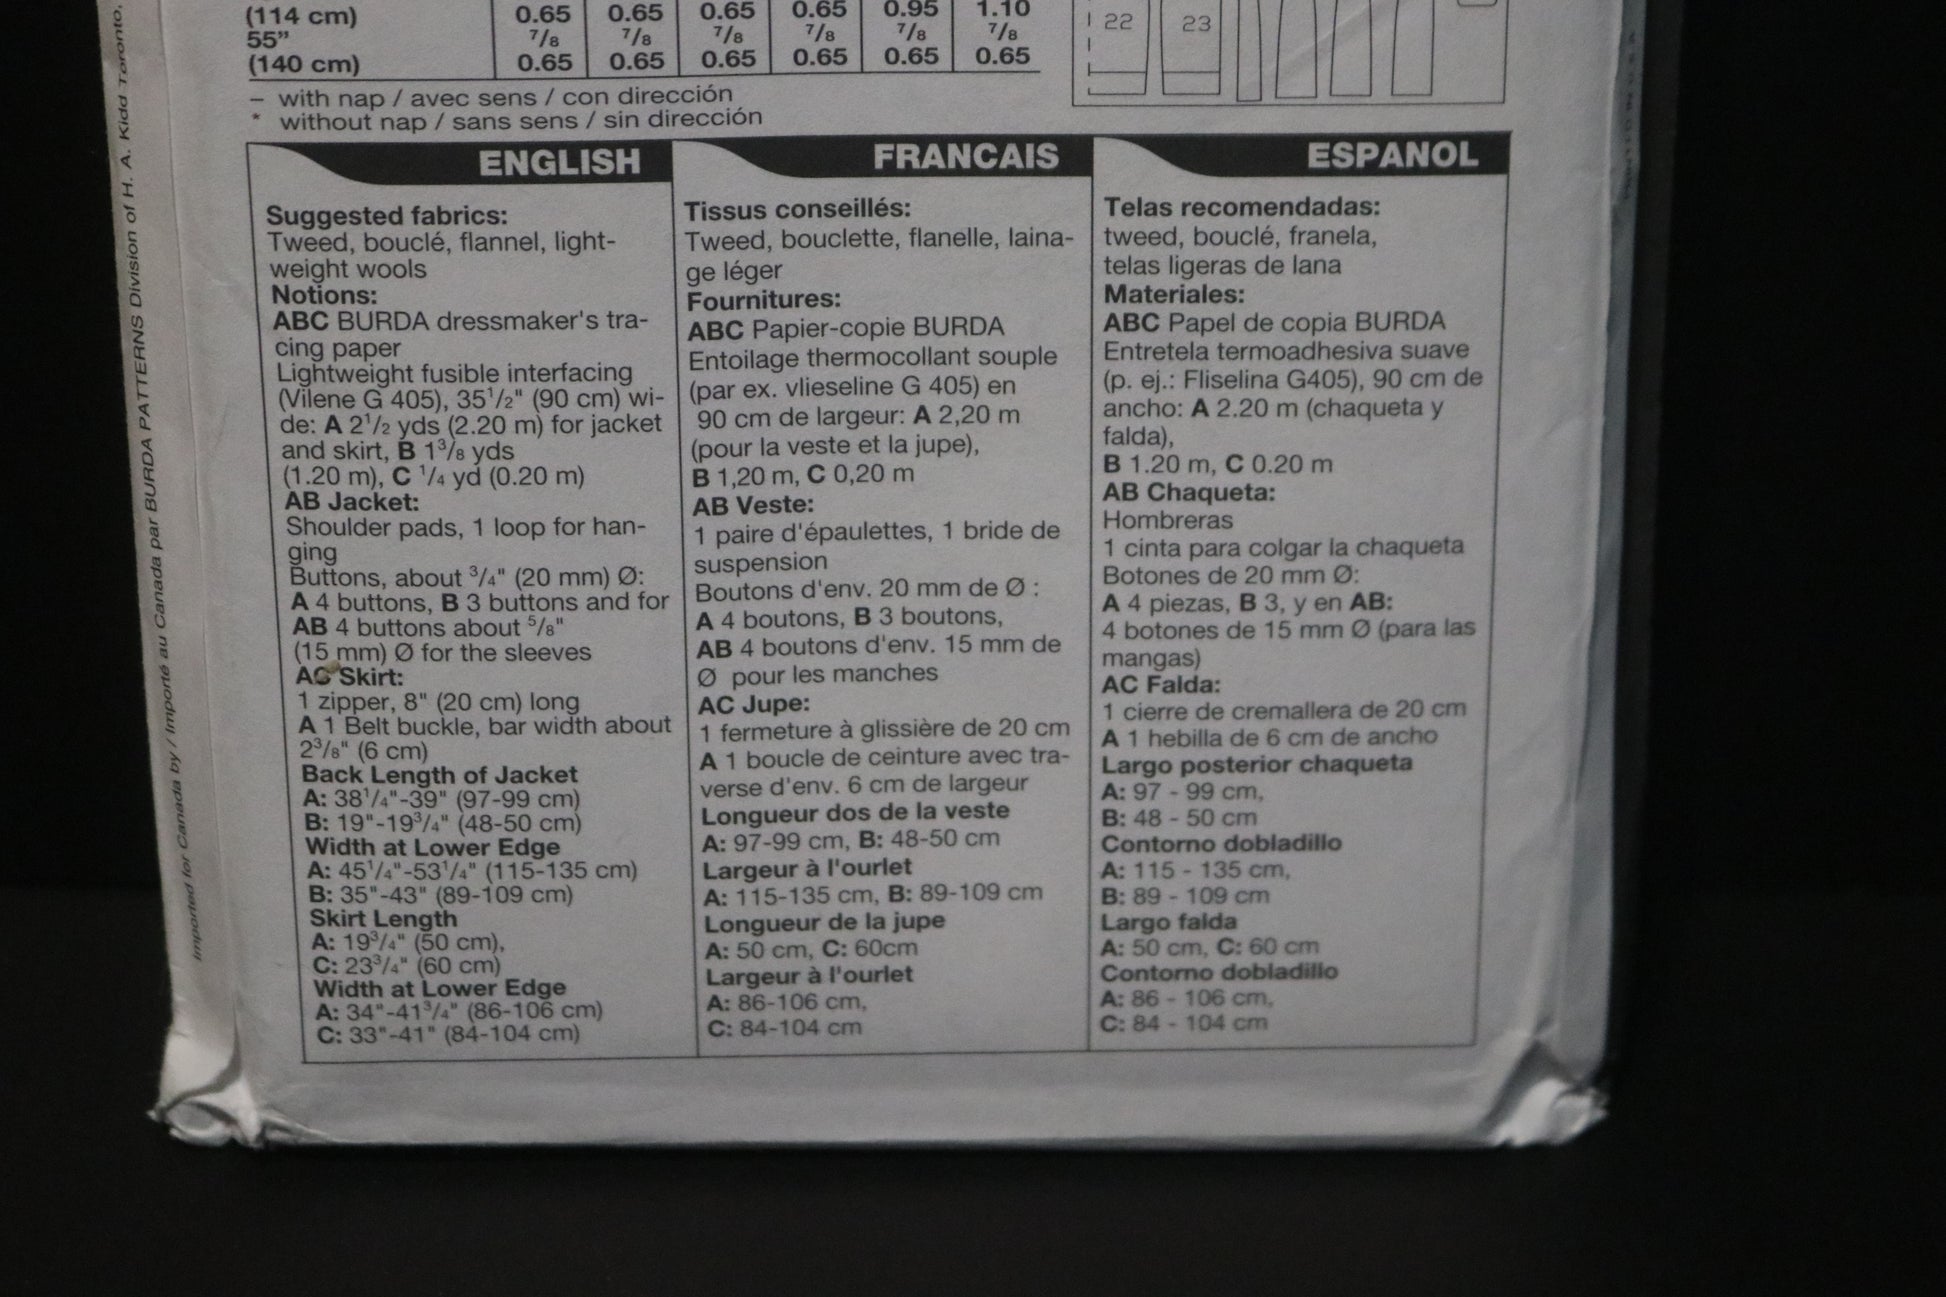 (114 cm) 0.65 0.65 0.65 0.65 0.95 1.10
55” 7/8 7/8 7/8 7/8 7/8 7/8
(140 cm) 0.65 0.65 0.65 0.65 0.65 0.65
– with nap / avec sens / con dirección
* without nap / sans sens / sin dirección
22 23
ENGLISH
Suggested fabrics:
Tweed, bouclé, flannel, light-
weight wools
Notions:
ABC BURDA dressmaker's tra-
cing paper
Lightweight fusible interfacing
(Vilene G 405), 35 1/2" (90 cm) wi-
de: A 2 1/2 yds (2.20 m) for jacket
and skirt, B 1 3/8 yds
(1.20 m), C 1/4 yd (0.20 m)
AB Jacket:
Shoulder pads, 1 loop for han-
ging
Buttons, about 3/4" (20 mm) Ø:
A 4 buttons, B 3 buttons and for
AB 4 buttons about 5/8"
(15 mm) Ø for the sleeves
AC Skirt:
1 zipper, 8" (20 cm) long
A 1 Belt buckle, bar width about
2 3/8" (6 cm)
Back Length of Jacket
A: 38 1/4"-39" (97-99 cm)
B: 19"-19 3/4" (48-50 cm)
Width at Lower Edge
A: 45 1/4"-53 1/4" (115-135 cm)
B: 35"-43" (89-109 cm)
Skirt Length
A: 19 3/4" (50 cm),
C: 23 3/4" (60 cm)
Width at Lower Edge
A: 34"-41 3/4" (86-106 cm)
C: 33"-41" (84-104 cm)
FRANCAIS
Tissus conseillés:
Tweed, bouclette, flanelle, laina-
ge léger
Fournitures:
ABC Papier-copie BURDA
Entoilage thermocollant souple
(par ex. vlieseline G 405) en
90 cm de largeur: A 2,20 m
(pour la veste et la jupe),
B 1,20 m, C 0,20 m
AB Veste:
1 paire d'épaulettes, 1 bride de
suspension
Boutons d'env. 20 mm de Ø :
A 4 boutons, B 3 boutons,
AB 4 boutons d'env. 15 mm de
Ø pour les manches
AC Jupe:
1 fermeture à glissière de 20 cm
A 1 boucle de ceinture avec tra-
verse d'env. 6 cm de largeur
Longueur dos de la veste
A: 97-99 cm, B: 48-50 cm
Largeur à l'ourlet
A: 115-135 cm, B: 89-109 cm
Longueur de la jupe
A: 50 cm, C: 60cm
Largeur à l'ourlet
A: 86-106 cm,
C: 84-104 cm
ESPANOL
Telas recomendadas:
tweed, bouclé, franela,
telas ligeras de lana
Materiales:
ABC Papel de copia BURDA
Entretela termoadhesiva suave
(p. ej.: Fliselina G405), 90 cm de
ancho: A 2.20 m (chaqueta y
falda),
B 1.20 m, C 0.20 m
AB Chaqueta:
Hombreras
1 cinta para colgar la chaqueta
Botones de 20 mm Ø:
A 4 piezas, B 3, y en AB:
4 botones de 15 mm Ø (para las
mangas)
AC Falda:
1 cierre de cremallera de 20 cm
A 1 hebilla de 6 cm de ancho
Largo posterior chaqueta
A: 97 - 99 cm,
B: 48 - 50 cm
Contorno dobladillo
A: 115 - 135 cm,
B: 89 - 109 cm
Largo falda
A: 50 cm, C: 60 cm
Contorno dobladillo
A: 86 - 106 cm,
C: 84 - 104 cm
Imported for Canada by / Importé au Canada par BURDA PATTERNS Division of H. A. Kidd Toronto,